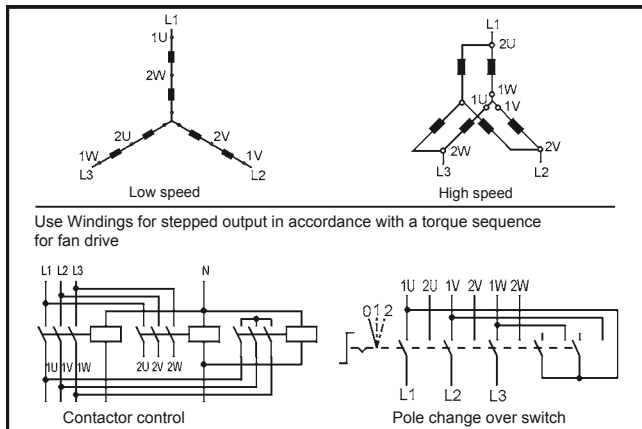 L1
1U
2W
2U
2V
1W
1V
L3
L2
Low speed
L1
2U
1W
1U
1V
2W
2V
L3
L2
High speed
Use Windings for stepped output in accordance with a torque sequence
for fan drive
L1 L2 L3 N
1U 1V 1W 2U 2V 2W
Contactor control
1U 2U 1V 2V 1W 2W
0 1 2
L1 L2 L3
Pole change over switch